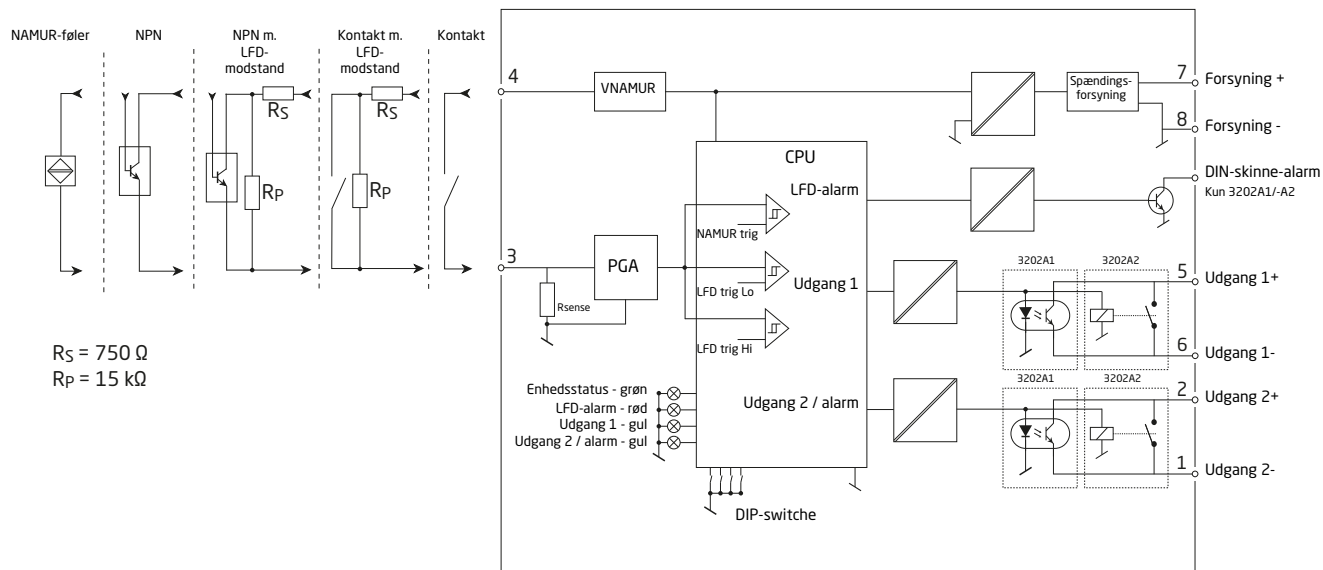 NAMUR-føler
NPN
NPN m.
LFD-
modstand
Kontakt m.
LFD-
modstand
Kontakt
RS
RP
RS
RP
RS = 750 Ω
RP = 15 kΩ
4
3
VNAMUR
PGA
Rsense
CPU
LFD-alarm
NAMUR trig
LFD trig Lo
Udgang 1
LFD trig Hi
Udgang 2 / alarm
Enhedsstatus - grøn
LFD-alarm - rød
Udgang 1 - gul
Udgang 2 / alarm - gul
DIP-switche
Spændings-
forsyning
7
Forsyning +
8
Forsyning -
DIN-skinne-alarm
Kun 3202A1/-A2
3202A1
3202A2
5
Udgang 1+
6
Udgang 1-
3202A1
3202A2
2
Udgang 2+
1
Udgang 2-